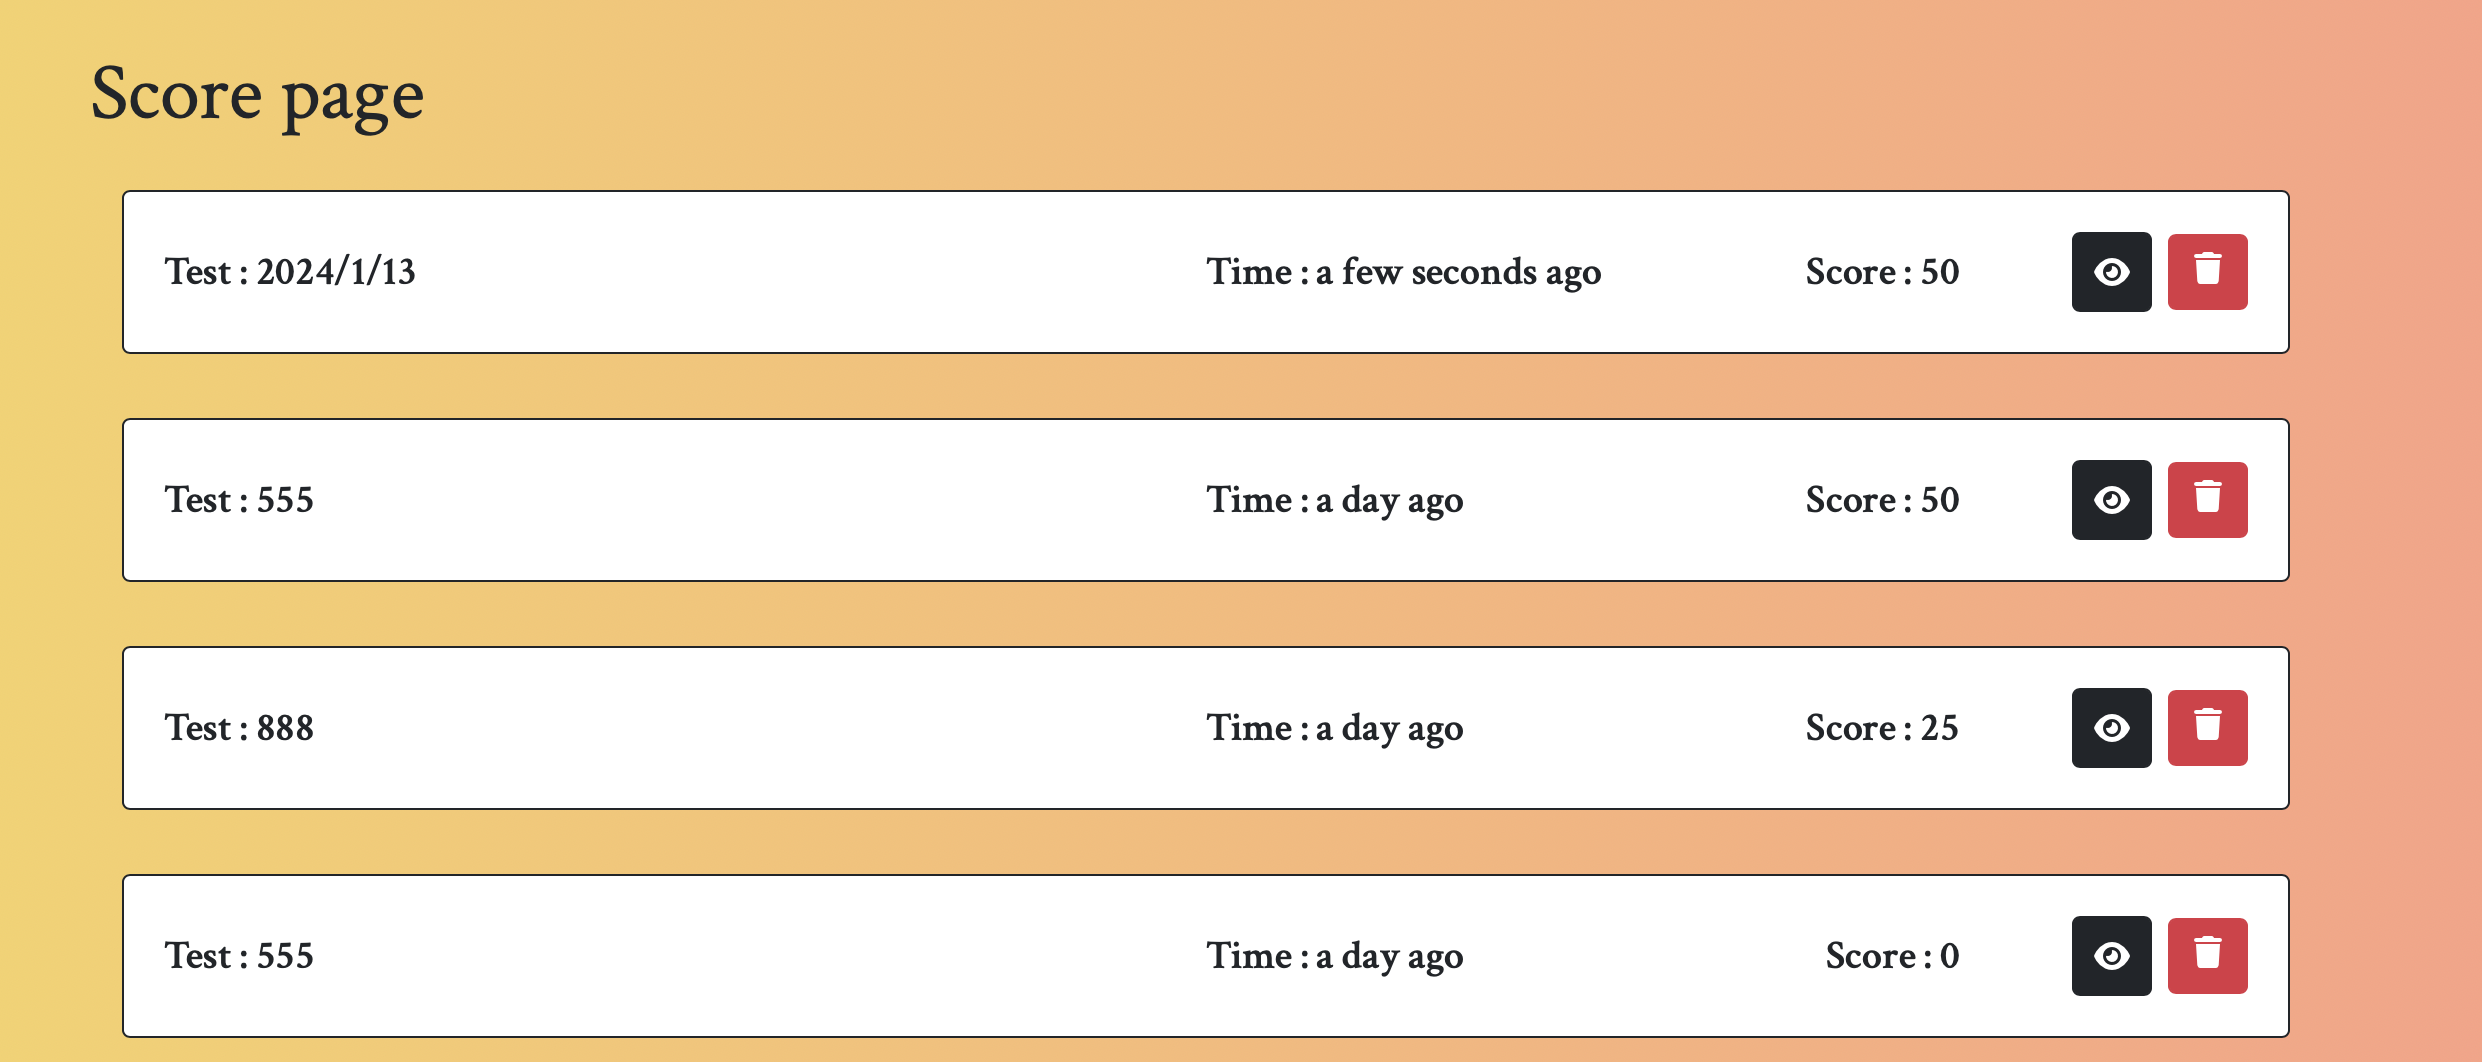 Score page
Test : 2024/1/13 Time : a few seconds ago Score : 50
Test : 555 Time : a day ago Score : 50
Test : 888 Time : a day ago Score : 25
Test : 555 Time : a day ago Score : 0